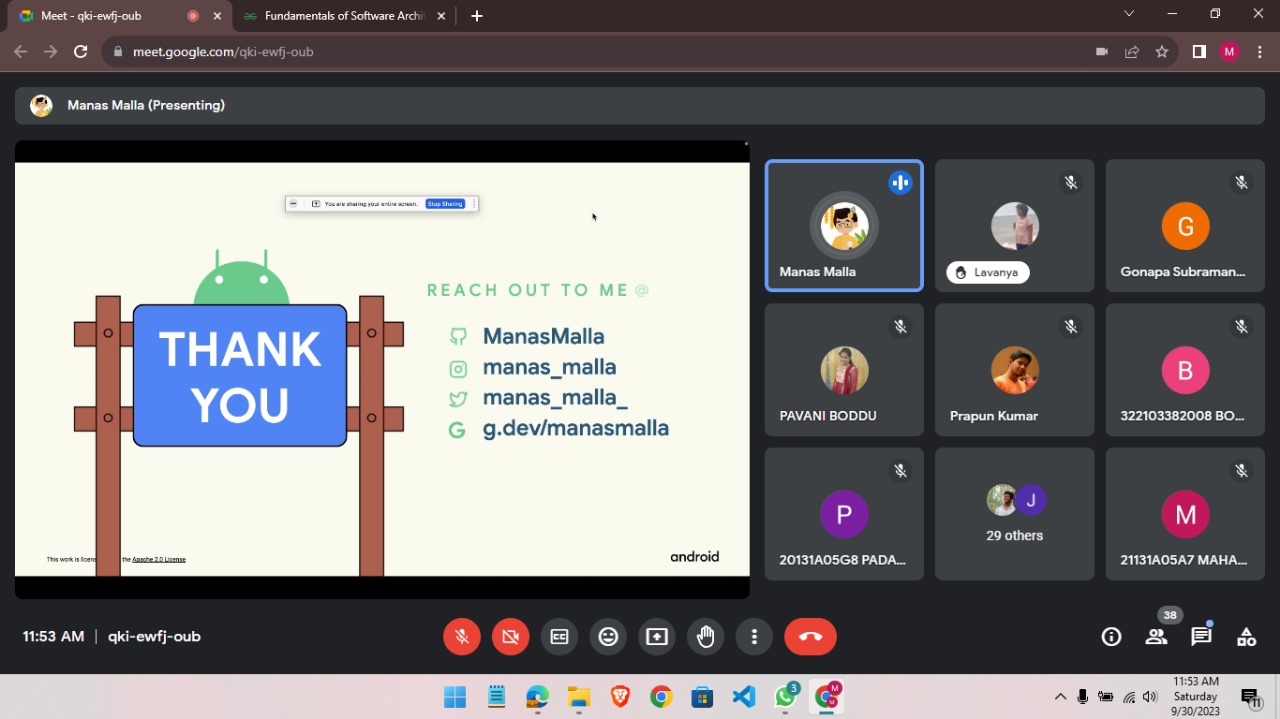 Meet - qki-ewfj-oub
Fundamentals of Software Archi
meet.google.com/qki-ewfj-oub
M
Manas Malla (Presenting)
You are sharing your entire screen. Stop Sharing
THANK
YOU
REACH OUT TO ME @
ManasMalla
manas_malla
manas_malla_
G g.dev/manasmalla
This work is licens the Apache 2.0 License
android
Manas Malla
Lavanya
G
Gonapa Subraman...
PAVANI BODDU
Prapun Kumar
B
322103382008 BO...
P
20131A05G8 PADA...
J
29 others
M
21131A05A7 MAHA...
11:53 AM | qki-ewfj-oub
38
3
M
M
11:53 AM
Saturday
9/30/2023
11